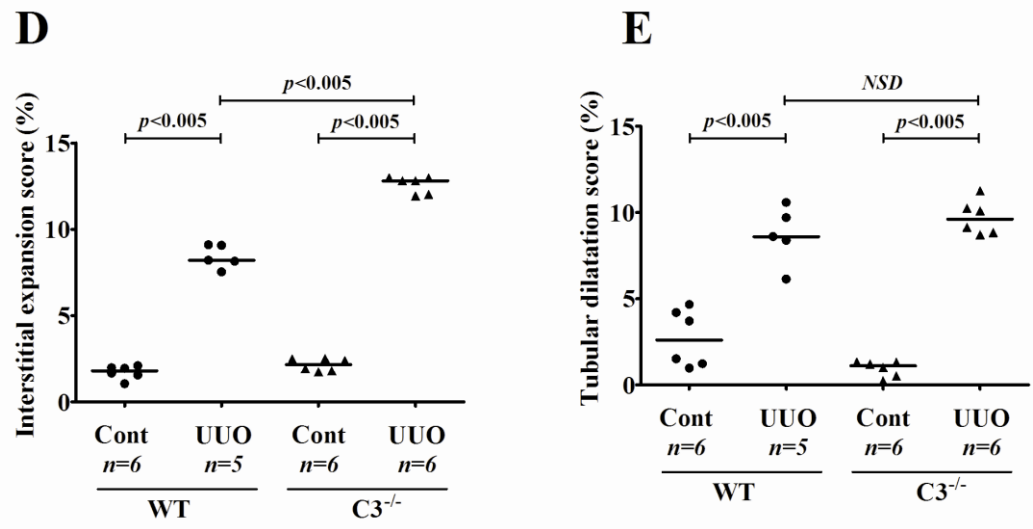 D
p<0.005
p<0.005
p<0.005
Interstitial expansion score (%)
15
10
5
0
Cont
UUO
Cont
UUO
n=6
n=5
n=6
n=6
WT
C3-/-
E
NSD
p<0.005
p<0.005
Tubular dilatation score (%)
15
10
5
0
Cont
UUO
Cont
UUO
n=6
n=5
n=6
n=6
WT
C3-/-